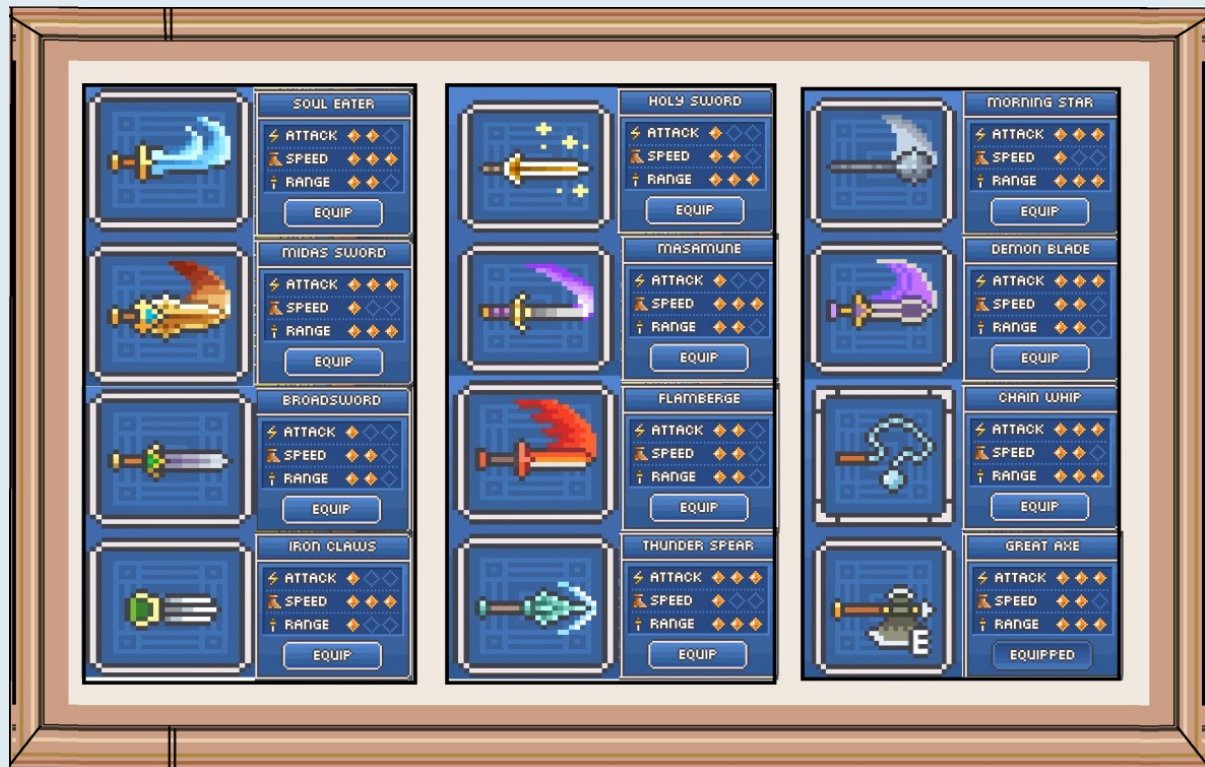 SOUL EATER
ATTACK
SPEED
RANGE
EQUIP
MIDAS SWORD
ATTACK
SPEED
RANGE
EQUIP
BROADSWORD
ATTACK
SPEED
RANGE
EQUIP
IRON CLAWS
ATTACK
SPEED
RANGE
EQUIP
HOLY SWORD
ATTACK
SPEED
RANGE
EQUIP
MASAMUNE
ATTACK
SPEED
RANGE
EQUIP
FLAMBERGE
ATTACK
SPEED
RANGE
EQUIP
THUNDER SPEAR
ATTACK
SPEED
RANGE
EQUIP
MORNING STAR
ATTACK
SPEED
RANGE
EQUIP
DEMON BLADE
ATTACK
SPEED
RANGE
EQUIP
CHAIN WHIP
ATTACK
SPEED
RANGE
EQUIP
GREAT AXE
ATTACK
SPEED
RANGE
E
EQUIPPED